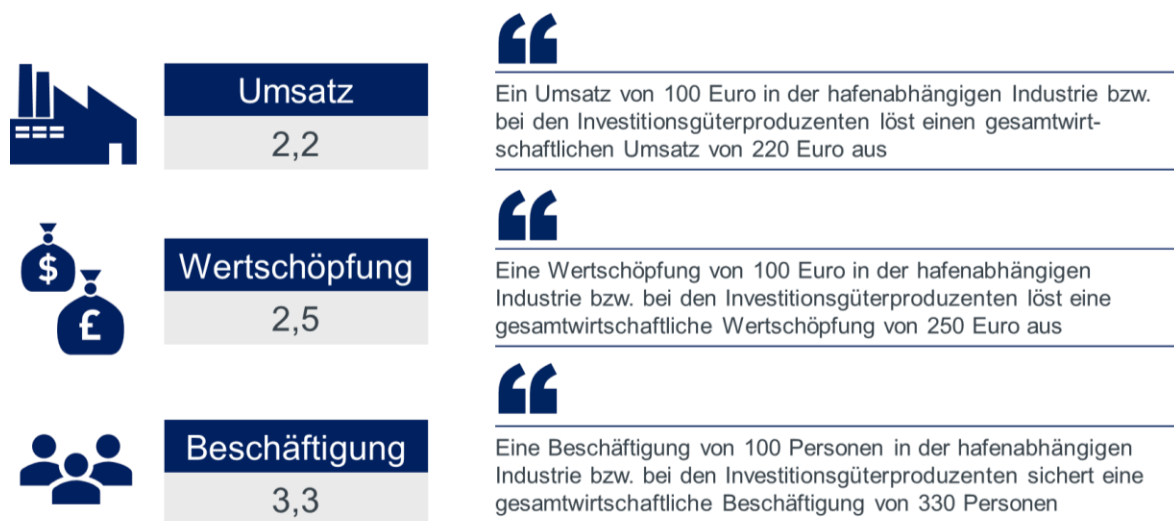 Umsatz
2,2
Ein Umsatz von 100 Euro in der hafenabhängigen Industrie bzw.
bei den Investitionsgüterproduzenten löst einen gesamtwirt-
schaftlichen Umsatz von 220 Euro aus
$
£
Wertschöpfung
2,5
Eine Wertschöpfung von 100 Euro in der hafenabhängigen
Industrie bzw. bei den Investitionsgüterproduzenten löst eine
gesamtwirtschaftliche Wertschöpfung von 250 Euro aus
Beschäftigung
3,3
Eine Beschäftigung von 100 Personen in der hafenabhängigen
Industrie bzw. bei den Investitionsgüterproduzenten sichert eine
gesamtwirtschaftliche Beschäftigung von 330 Personen